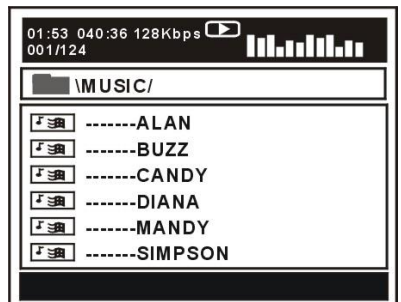 01:53 040:36 128Kbps
001/124
\MUSIC/
-------ALAN
-------BUZZ
-------CANDY
-------DIANA
-------MANDY
-------SIMPSON